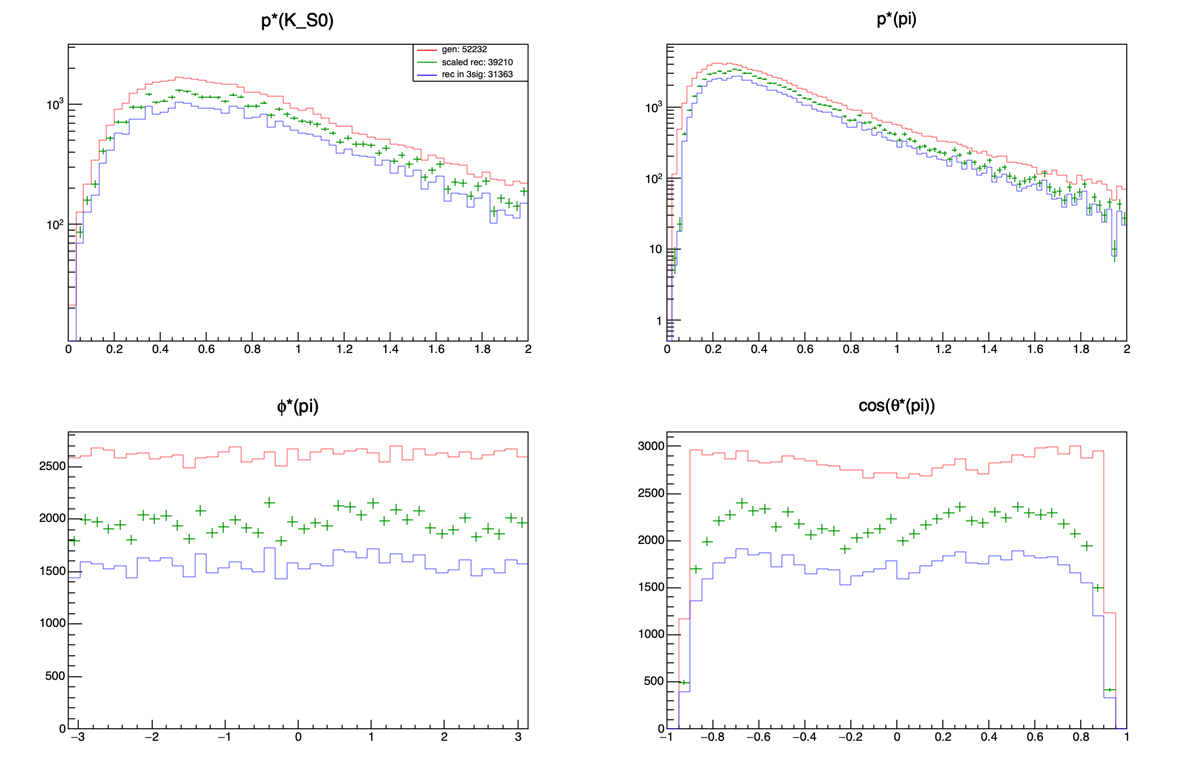 p*(K_S0)
gen: 52232
scaled rec: 39210
rec in 3sig: 31363
10³
10²
0 0.2 0.4 0.6 0.8 1 1.2 1.4 1.6 1.8 2
p*(pi)
10³
10²
10
1
0 0.2 0.4 0.6 0.8 1 1.2 1.4 1.6 1.8 2
ϕ*(pi)
2500
2000
1500
1000
500
0
−3 −2 −1 0 1 2 3
cos(θ*(pi))
3000
2500
2000
1500
1000
500
0
−1 −0.8 −0.6 −0.4 −0.2 0 0.2 0.4 0.6 0.8 1